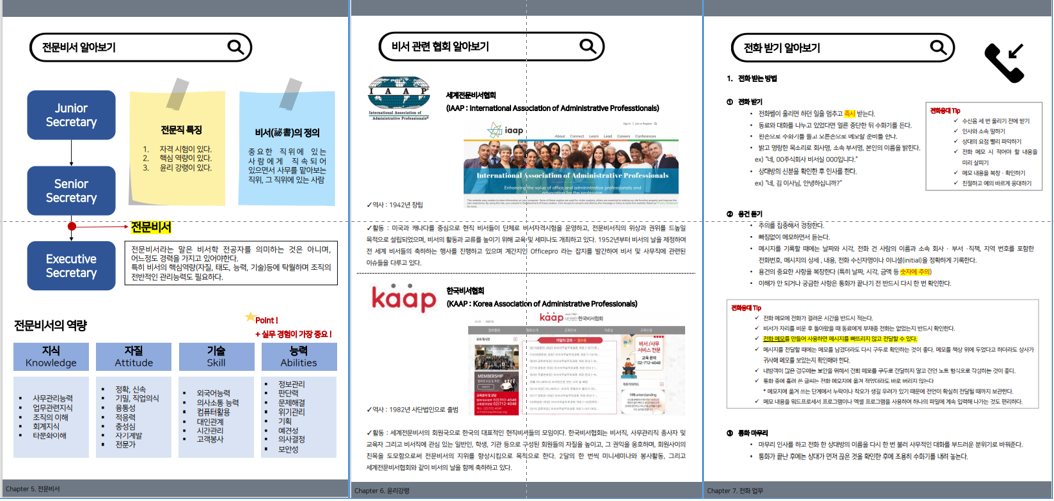 전문비서 알아보기
Junior
Secretary
Senior
Secretary
Executive
Secretary
전문직 특징
1. 자격 시험이 있다.
2. 핵심 역량이 있다.
3. 윤리 강령이 있다.
비서(秘書)의 정의
중요한 직위에 있는
사람에게 직속되어
있으면서 사무를 맡아보는
직위, 그 직위에 있는 사람
전문비서
전문비서라는 말은 비서학 전공자를 의미하는 것은 아니며,
어느정도 경력을 가지고 있어야한다.
특히 비서의 핵심역량(자질, 태도, 능력, 기술)등에 탁월하며 조직의
전반적인 관리능력도 필요하다.
전문비서의 역량
Point !
+ 실무 경험이 가장 중요 !
지식
Knowledge
사무관리능력
업무관련지식
조직의 이해
회계지식
타문화이해
자질
Attitude
정확, 신속
기밀, 직업의식
융통성
적응력
충성심
자기계발
전문가
기술
Skill
외국어능력
의사소통 능력
컴퓨터활용
대인관계
시간관리
고객봉사
능력
Abilities
정보관리
판단력
문제해결
위기관리
기획
예견성
의사결정
보안성
Chapter 5. 전문비서
비서 관련 협회 알아보기
IAAP
세계전문비서협회
(IAAP : International Association of Administrative Professtionals)
iaap
About Connect Learn Lead Careers Conferences
International Association of Administrative Professionals
✓역사 : 1942년 창립
✓활동 : 미국과 캐나다를 중심으로 현직 비서들이 단체로 비서자격시험을 운영하고, 전문비서직의 위상과 권위를 높이기 위한
목적으로 설립되었으며, 비서의 활동과 교류를 높이기 위해 교육 및 세미나도 개최하고 있다. 1952년부터 비서의 날을 제정하여
전 세계 비서들의 축하하는 행사를 진행하고 있으며 계간지인 Officepro 라는 잡지를 발간하여 비서 및 사무직에 관련된
이슈들을 다루고 있다.
kaap
한국비서협회
(KAAP : Korea Association of Administrative Professionals)
kaap 한국비서협회
MEMBERSHIP
✓역사 : 1982년 사단법인으로 출범
✓활동 : 세계전문비서의 회원국으로 한국의 대표적인 현직비서들의 모임이다. 한국비서협회는 비서직, 사무관리직 종사자 및
교육자 그리고 비서직에 관심 있는 일반인, 학생, 기관 등으로 구성된 회원들의 자질을 높이고, 그 권익을 옹호하며, 회원사이의
친목을 도모함으로써 전문비서의 지위를 향상시킴으로 목적으로 한다. 2달의 한 번씩 미니세미나와 봉사활동, 그리고
세계전문비서협회와 같이 비서의 날을 함께 축하하고 있다.
Chapter 6. 윤리강령
전화 받기 알아보기
1. 전화 받는 방법
① 전화 받기
전화벨이 울리면 하던 일을 멈추고 즉시 받는다.
동료와 대화를 나누고 있었다면 얼른 중단한 뒤 수화기를 든다.
왼손으로 수화기를 들고 오른손으로 메모할 준비를 한다.
밝고 명랑한 목소리로 회사명, 소속 부서명, 본인의 이름을 밝힌다.
ex) "네, 00주식회사 비서실 000입니다."
상대방의 신분을 확인한 후 인사를 한다.
ex) "네, 김 이사님, 안녕하십니까?"
전화응대 Tip
✓ 수신음 세 번 울리기 전에 받기
✓ 인사와 소속 말하기
✓ 상대의 요점 빨리 파악하기
✓ 전화 메모 시 적어야 할 내용을
미리 살피기
✓ 메모 내용을 복창 · 확인하기
✓ 친절하고 예의 바르게 응대하기
② 용건 듣기
주의를 집중해서 경청한다.
빠짐없이 메모하면서 듣는다.
메시지를 기록할 때에는 날짜와 시각, 전화 건 사람의 이름과 소속 회사 · 부서 ·직책, 지역 번호를 포함한
전화번호, 메시지의 상세 , 내용, 전화 수신자명이나 이니셜(initial)을 정확하게 기록한다.
용건의 중요한 사항을 복창한다 (특히 날짜, 시각, 금액 등 숫자에 주의)
이해가 안 되거나 궁금한 사항은 통화가 끝나기 전 반드시 다시 한 번 확인한다.
전화응대 Tip
✓ 전화 메모에 전화가 걸려온 시간을 반드시 적는다.
✓ 비서가 자리를 비운 후 돌아왔을 때 동료에게 부재중 전화는 없었는지 반드시 확인한다.
✓ 전화 메모를 만들어 사용하면 메시지를 빠뜨리지 않고 전달할 수 있다.
✓ 메시지를 전달할 때에는 메모를 남겼더라도 다시 구두로 확인하는 것이 좋다. 메모를 책상 위에 두었다고 하더라도 상사가
귀사해 메모를 보았는지 확인해야 한다.
✓ 내방객이 많은 경우에는 보안을 위해서 전화 메모를 구두로 전달하지 말고 전언 노트 형식으로 작성하는 것이 좋다.
✓ 통화 중에 흘려 쓴 글씨는 전화 메모지에 옮겨 적었더라도 바로 버리지 않는다
* 메모지에 옮겨 쓰는 단계에서 누락이나 착오가 생길 요려가 있기 때문에 전언이 확실히 전달될 때까지 보관한다.
✓ 메모 내용을 워드프로세서 프로그램이나 엑셀 프로그램을 사용하여 하나의 파일에 계속 입력해 나가는 것도 편리하다.
③ 통화 마무리
마무리 인사를 하고 전화 한 상대방의 이름을 다시 한 번 불러 사무적인 대화를 부드러운 분위기로 바꿔준다.
통화가 끝난 후에는 상대가 먼저 끊은 것을 확인한 후에 조용히 수화기를 내려 놓는다.
Chapter 7. 전화 업무